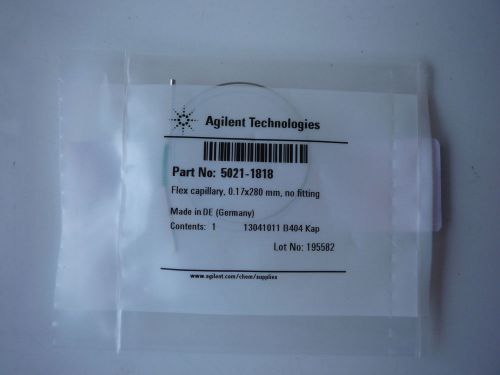 Agilent Technologies
Part No: 5021-1818
Flex capillary, 0.17x280 mm, no fitting
Made in DE (Germany)
Contents: 1 13041011 B404 Kap
Lot No: 195582
www.agilent.com/chem/supplies